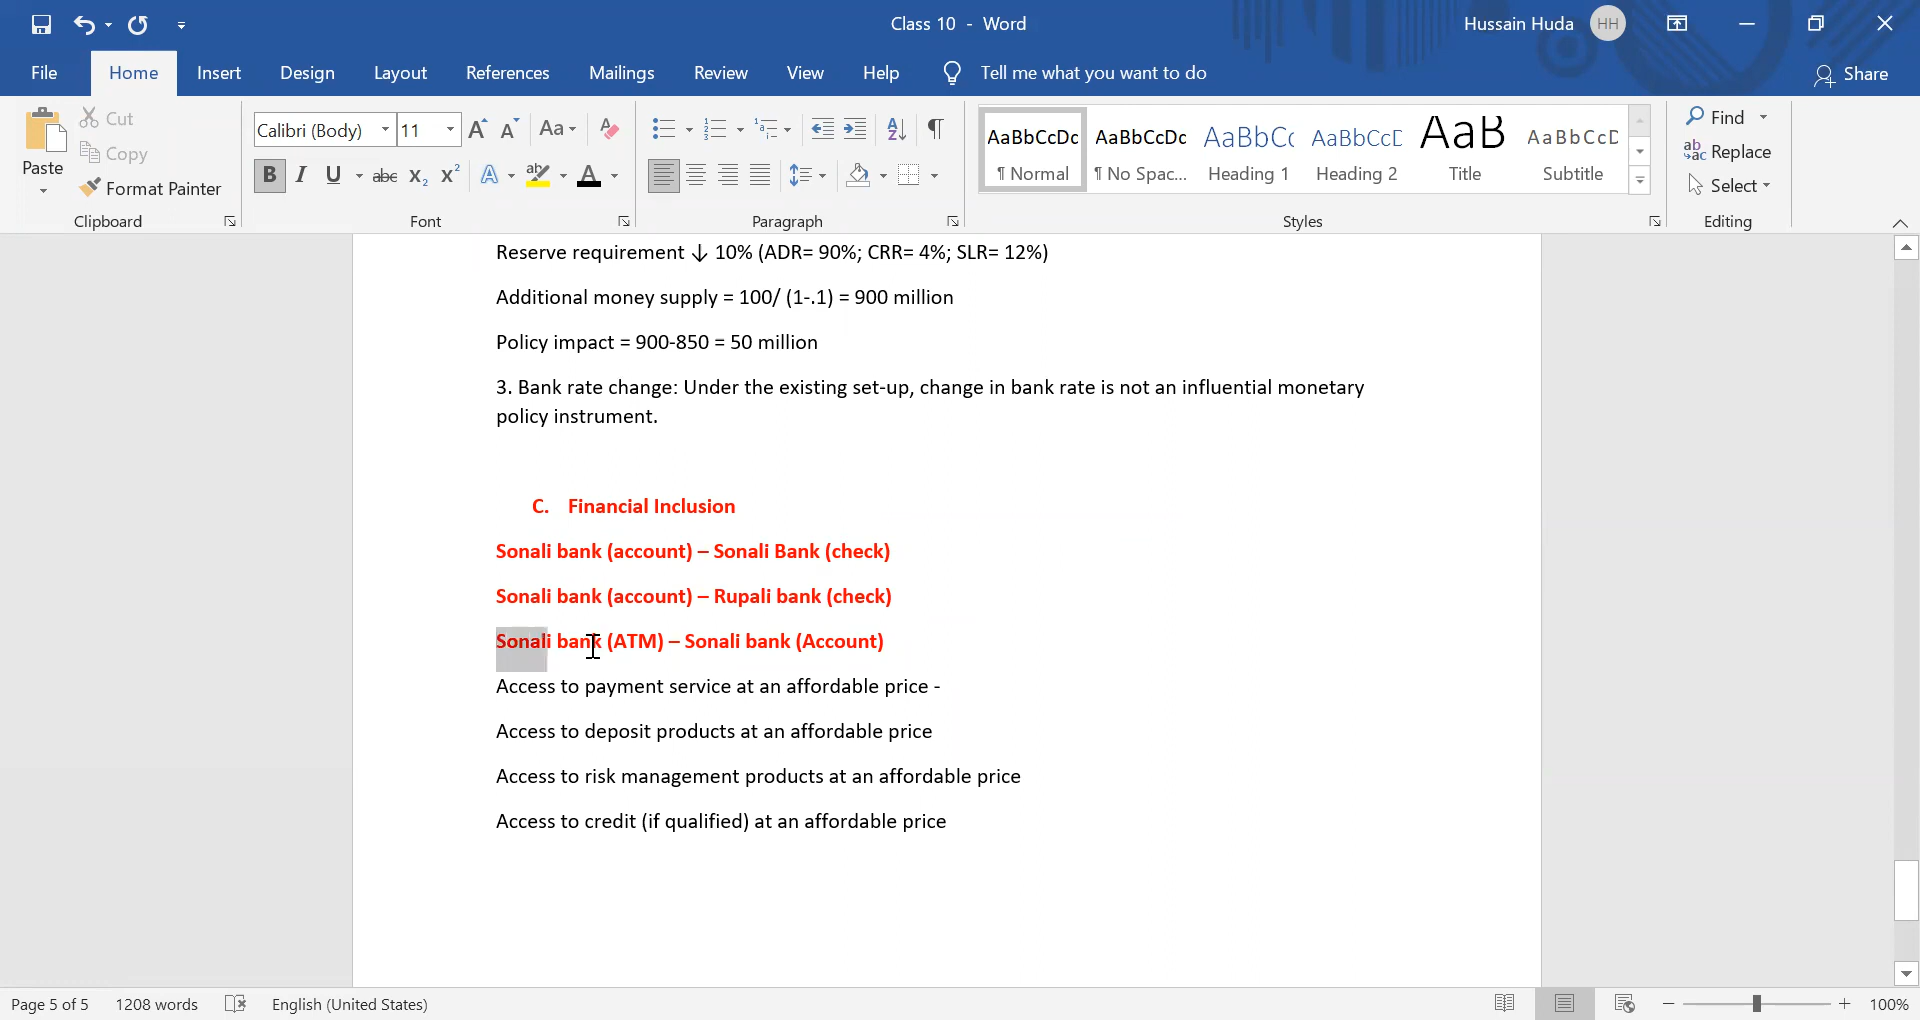 Class 10 - Word
Hussain Huda
HH
File
Home
Insert
Design
Layout
References
Mailings
Review
View
Help
Tell me what you want to do
Share
Paste
Cut
Copy
Format Painter
Clipboard
Calibri (Body)
11
Aa
B I U abc X₂ X²
A
A
Font
Paragraph
AaBbCcDc
¶ Normal
AaBbCcDc
¶ No Spac...
AaBbC
Heading 1
AaBbCcE
Heading 2
AaB
Title
AaBbCcD
Subtitle
Styles
Find
Replace
Select
Editing
Reserve requirement ↓ 10% (ADR= 90%; CRR= 4%; SLR= 12%)
Additional money supply = 100/ (1-.1) = 900 million
Policy impact = 900-850 = 50 million
3. Bank rate change: Under the existing set-up, change in bank rate is not an influential monetary
policy instrument.
C. Financial Inclusion
Sonali bank (account) – Sonali Bank (check)
Sonali bank (account) – Rupali bank (check)
Sonali bank (ATM) – Sonali bank (Account)
Access to payment service at an affordable price -
Access to deposit products at an affordable price
Access to risk management products at an affordable price
Access to credit (if qualified) at an affordable price
Page 5 of 5
1208 words
English (United States)
100%